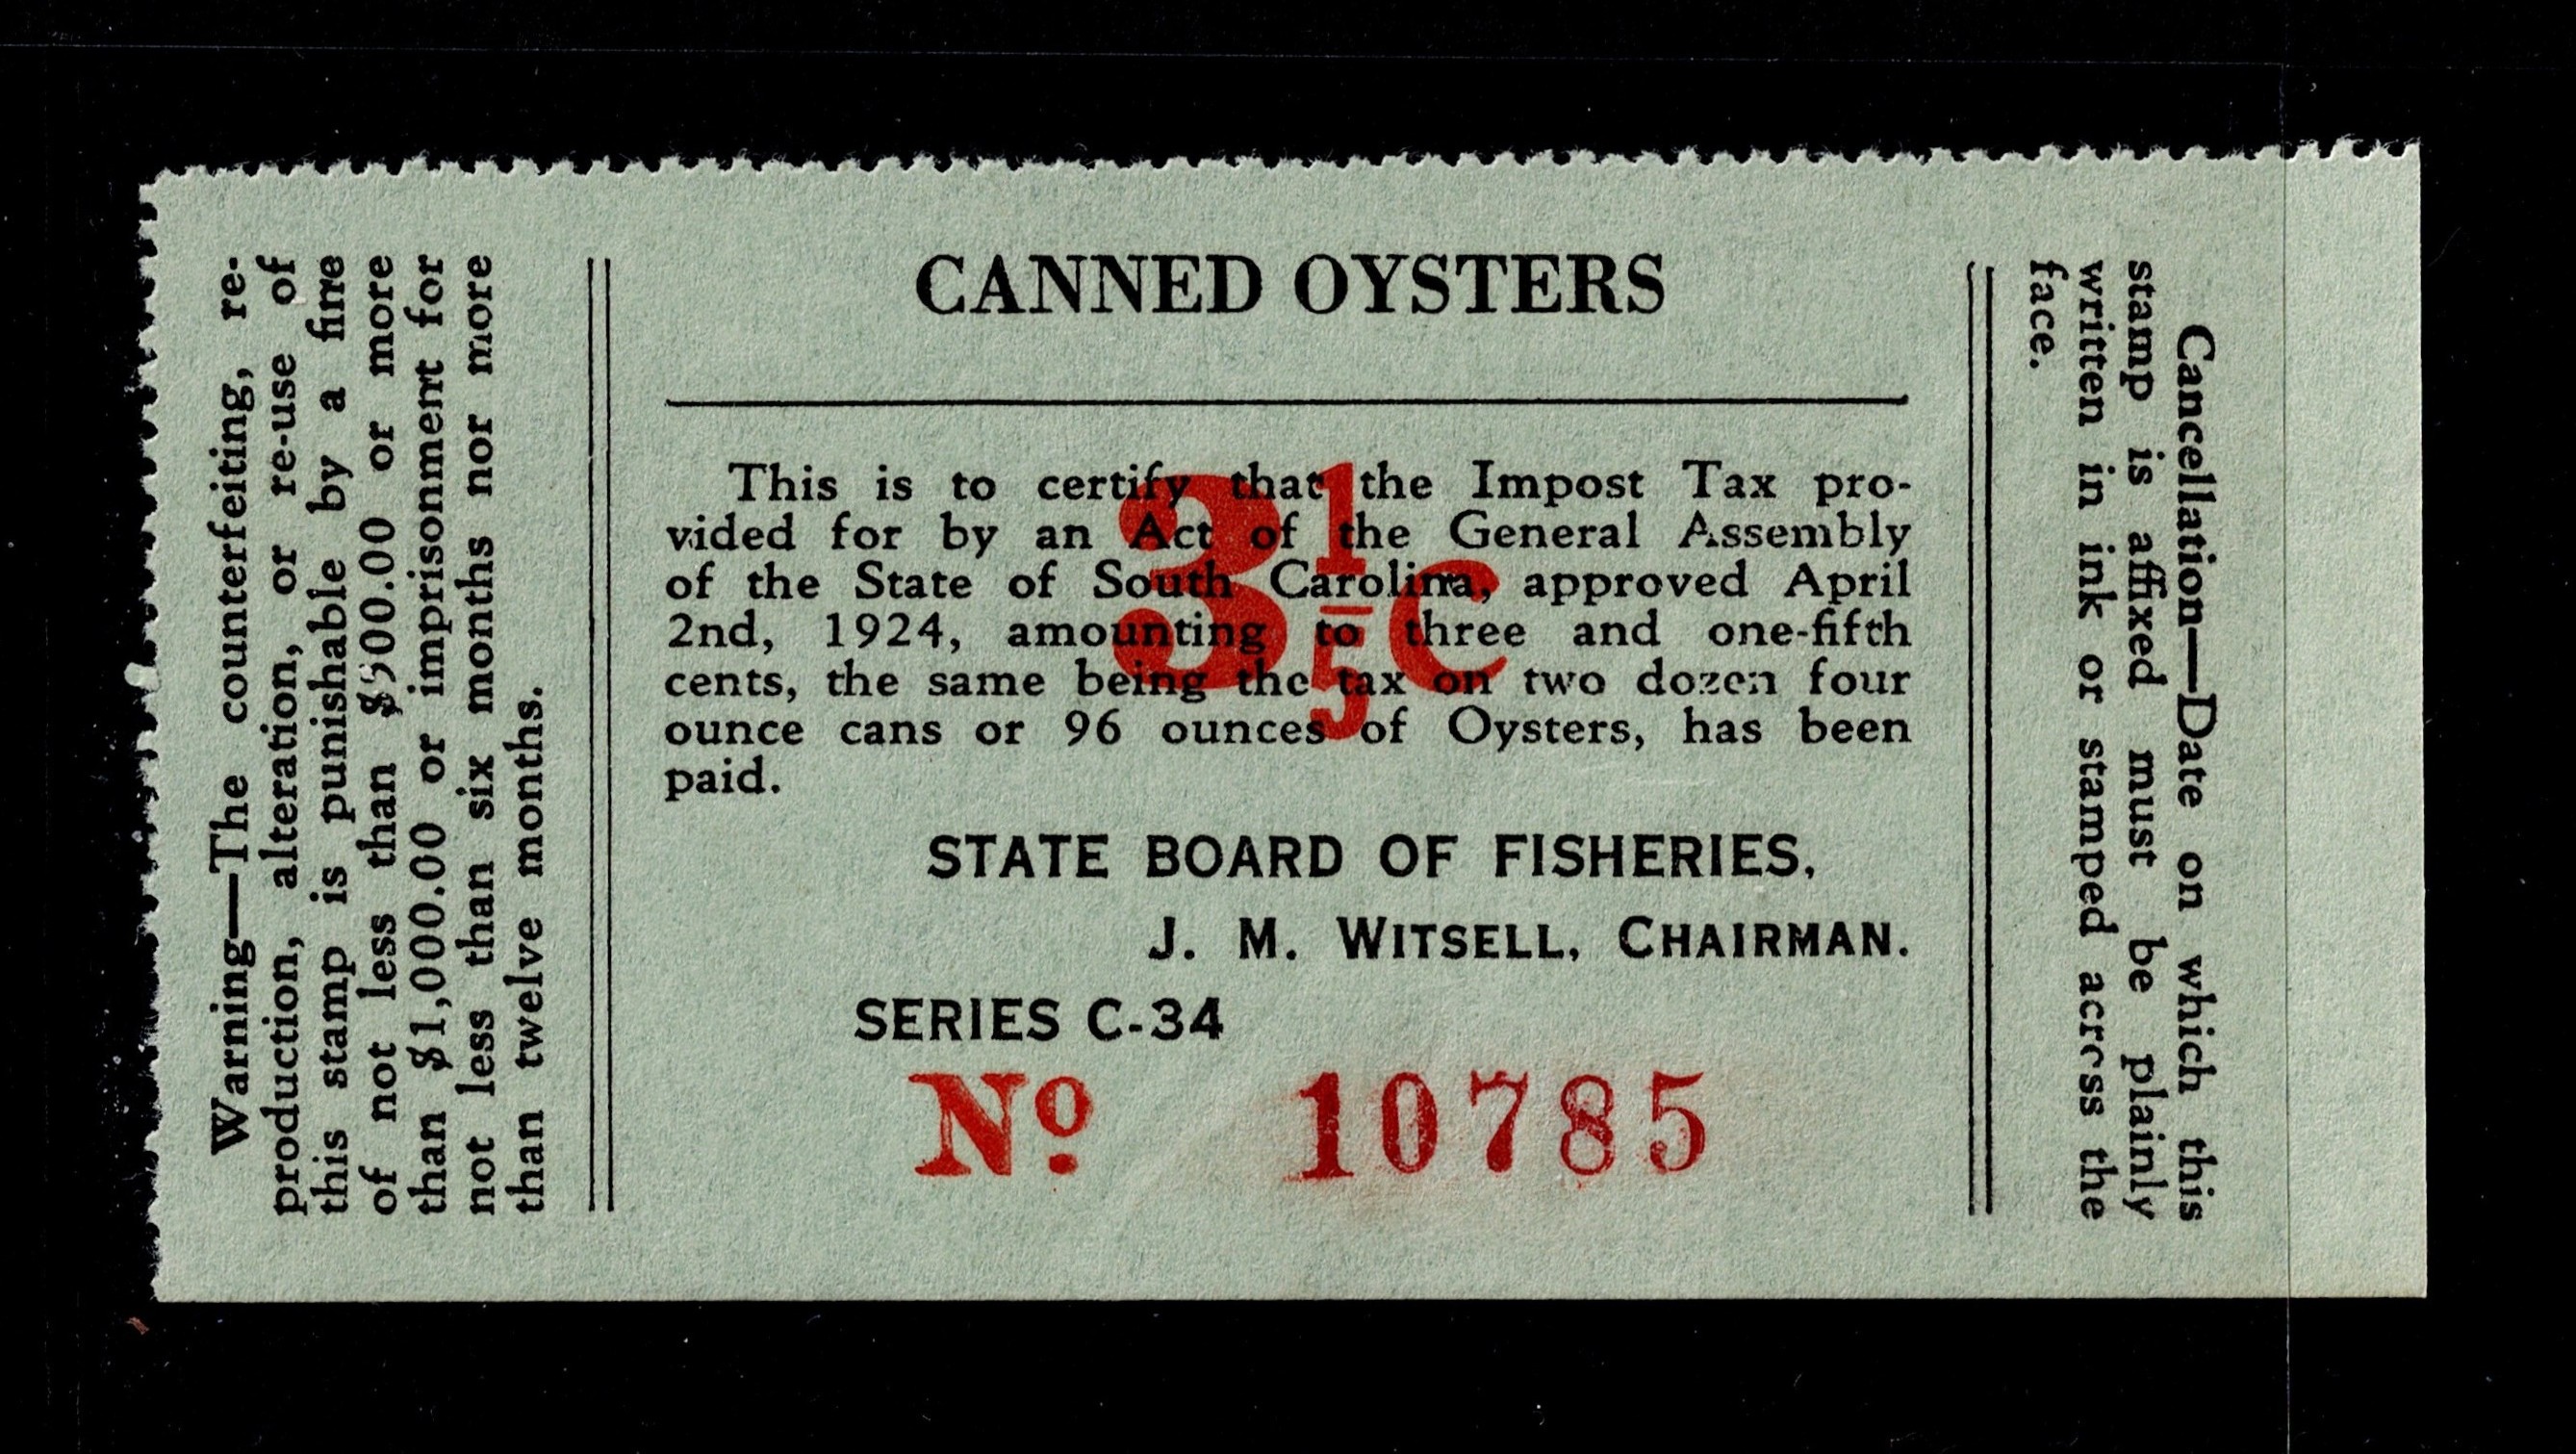 Warning—The counterfeiting, re-
production, alteration, or re-use of
this stamp is punishable by a fine
of not less than $500.00 or more
than $1,000.00 or imprisonment for
not less than six months nor more
than twelve months.
CANNED OYSTERS
3 1/5 c
This is to certify that the Impost Tax pro-
vided for by an Act of the General Assembly
of the State of South Carolina, approved April
2nd, 1924, amounting to three and one-fifth
cents, the same being the tax on two dozen four
ounce cans or 96 ounces of Oysters, has been
paid.
STATE BOARD OF FISHERIES,
J. M. WITSELL, CHAIRMAN.
SERIES C-34
Nº 10785
Cancellation—Date on which this
stamp is affixed must be plainly
written in ink or stamped across the
face.